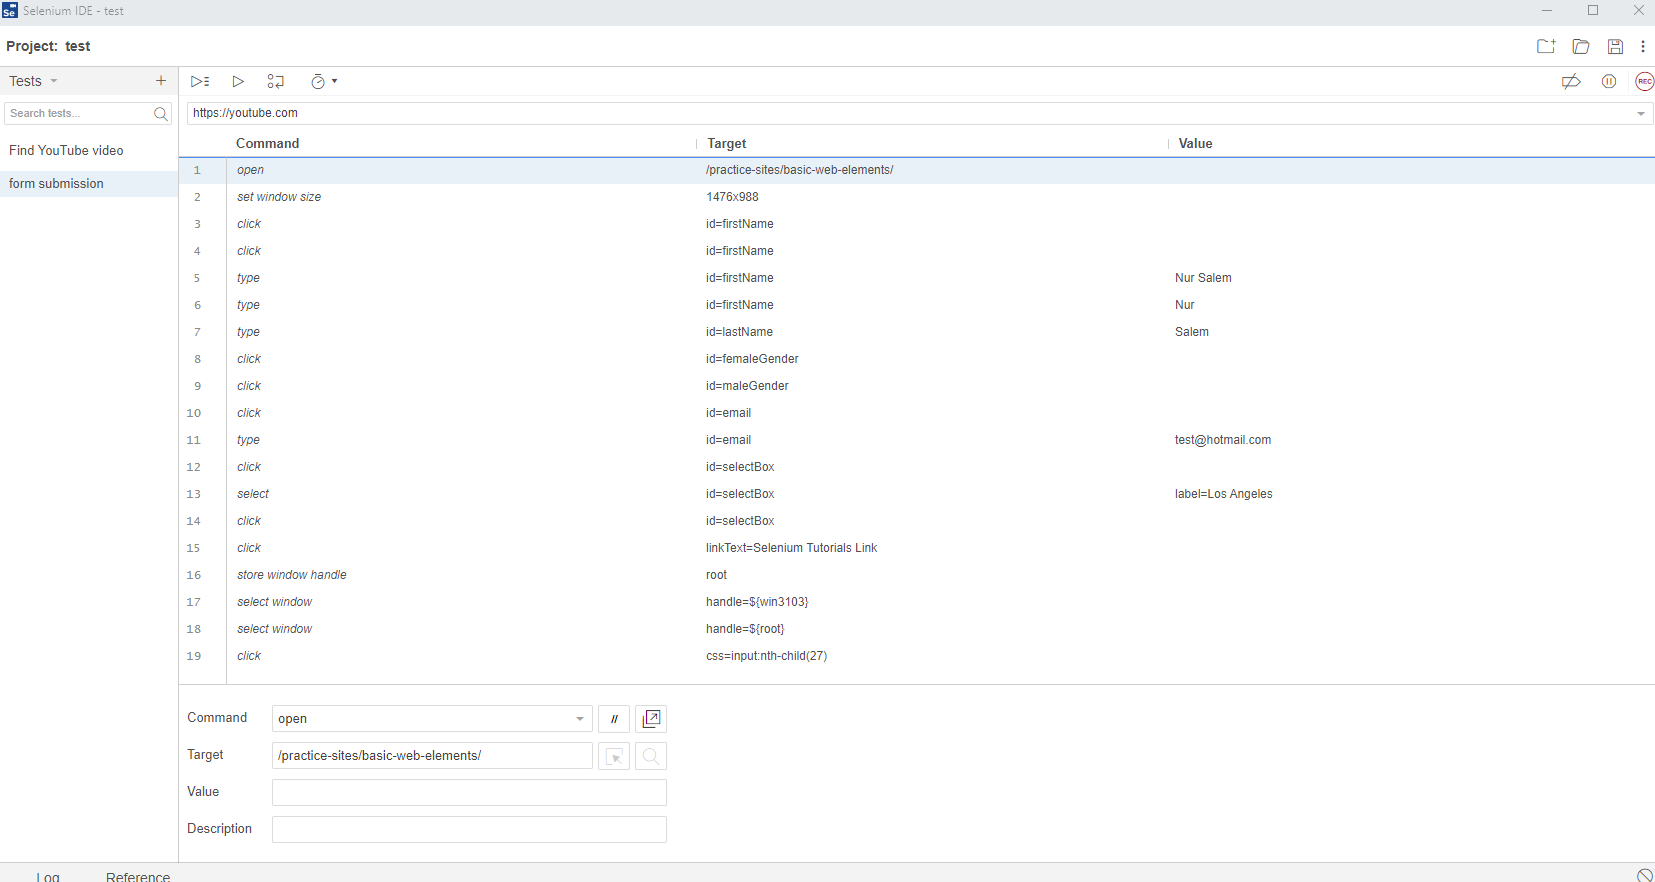 Se Selenium IDE - test
Project: test
Tests
Search tests...
Find YouTube video
form submission
REC
https://youtube.com
Command Target Value
1 open /practice-sites/basic-web-elements/
2 set window size 1476x988
3 click id=firstName
4 click id=firstName
5 type id=firstName Nur Salem
6 type id=firstName Nur
7 type id=lastName Salem
8 click id=femaleGender
9 click id=maleGender
10 click id=email
11 type id=email test@hotmail.com
12 click id=selectBox
13 select id=selectBox label=Los Angeles
14 click id=selectBox
15 click linkText=Selenium Tutorials Link
16 store window handle root
17 select window handle=${win3103}
18 select window handle=${root}
19 click css=input:nth-child(27)
Command open //
Target /practice-sites/basic-web-elements/
Value
Description
Log Reference